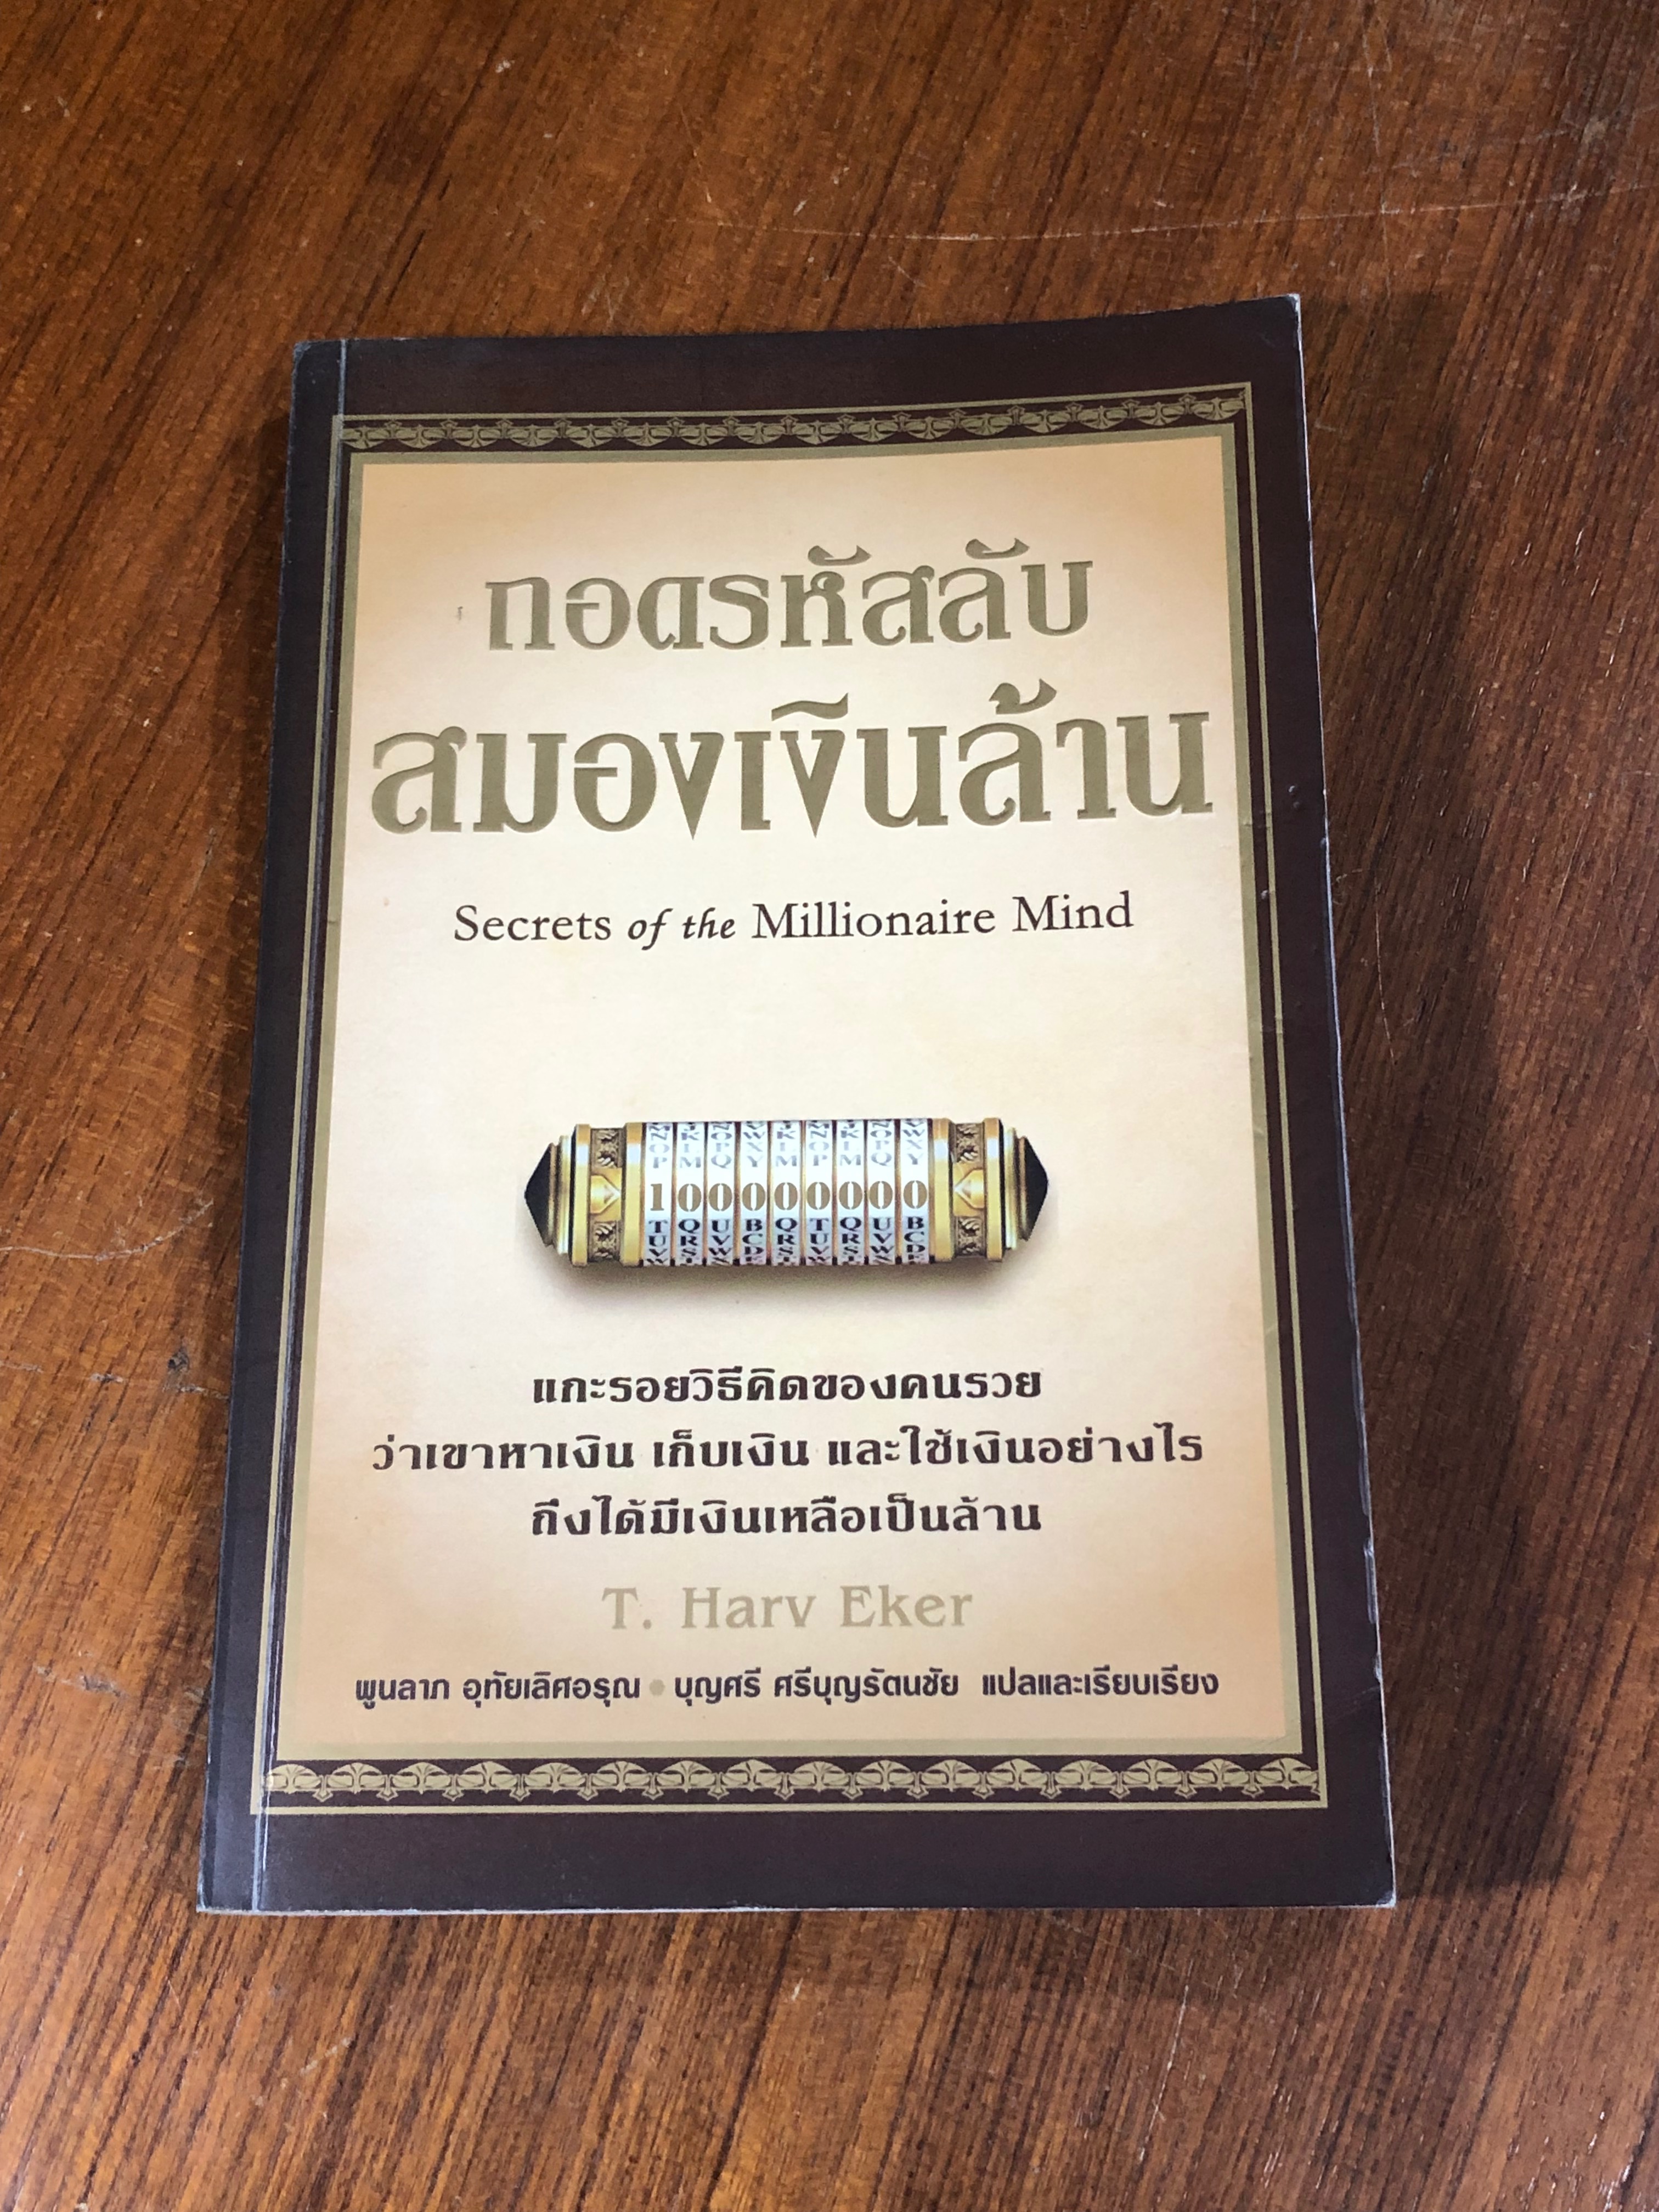 ถอดรหัสลับ
สมองเงินล้าน
Secrets of the Millionaire Mind
100000000
แกะรอยวิธีคิดของคนรวย
ว่าเขาหาเงิน เก็บเงิน และใช้เงินอย่างไร
ถึงได้มีเงินเหลือเป็นล้าน
T. Harv Eker
พูนลาภ อุทัยเลิศอรุณ • บุญศรี ศรีบุญรัตนชัย แปลและเรียบเรียง